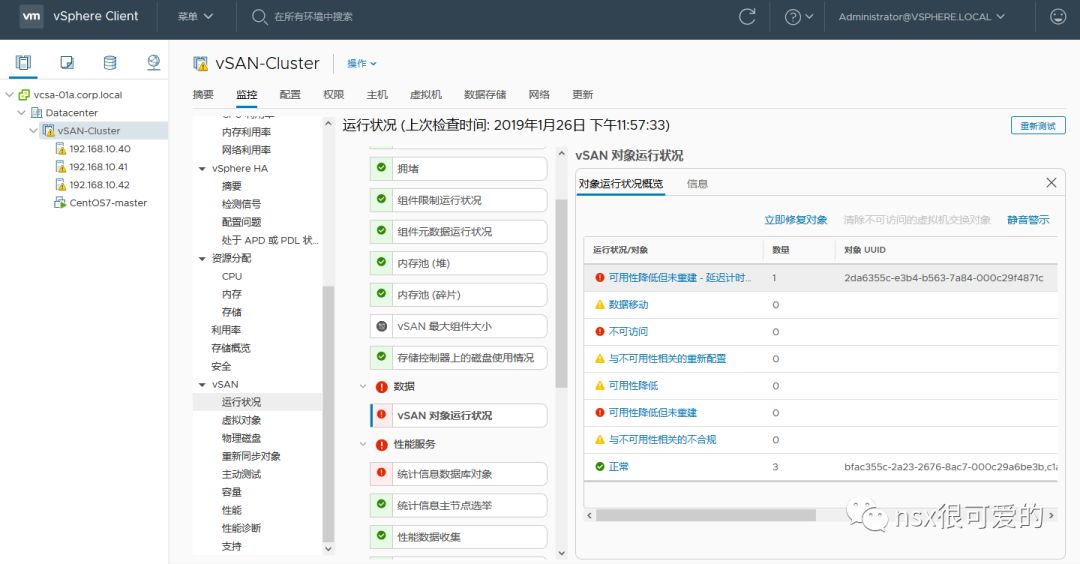 vm vSphere Client 菜单 在所有环境中搜索 Administrator@VSPHERE.LOCAL
vcsa-01a.corp.local
Datacenter
vSAN-Cluster
192.168.10.40
192.168.10.41
192.168.10.42
CentOS7-master
vSAN-Cluster 操作
摘要 监控 配置 权限 主机 虚拟机 数据存储 网络 更新
CPU 利用率
内存利用率
网络利用率
vSphere HA
摘要
检测信号
配置问题
处于 APD 或 PDL 状...
资源分配
CPU
内存
存储
利用率
存储概览
安全
vSAN
运行状况
虚拟对象
物理磁盘
重新同步对象
主动测试
容量
性能
性能诊断
支持
运行状况 (上次检查时间: 2019年1月26日 下午11:57:33)
重新测试
拥堵
组件限制运行状况
组件元数据运行状况
内存池 (堆)
内存池 (碎片)
vSAN 最大组件大小
存储控制器上的磁盘使用情况
数据
vSAN 对象运行状况
性能服务
统计信息数据库对象
统计信息主节点选举
性能数据收集
vSAN 对象运行状况
对象运行状况概览 信息
立即修复对象 清除不可访问的虚拟机交换对象 静音警示
运行状况/对象 数量 对象 UUID
可用性降低但未重建 - 延迟计时... 1 2da6355c-e3b4-b563-7a84-000c29f4871c
数据移动 0
不可访问 0
与不可用性相关的重新配置 0
可用性降低 0
可用性降低但未重建 0
与不可用性相关的不合规 0
正常 3 bfac355c-2a23-2676-8ac7-000c29a6be3b,c1a
nsx很可爱的